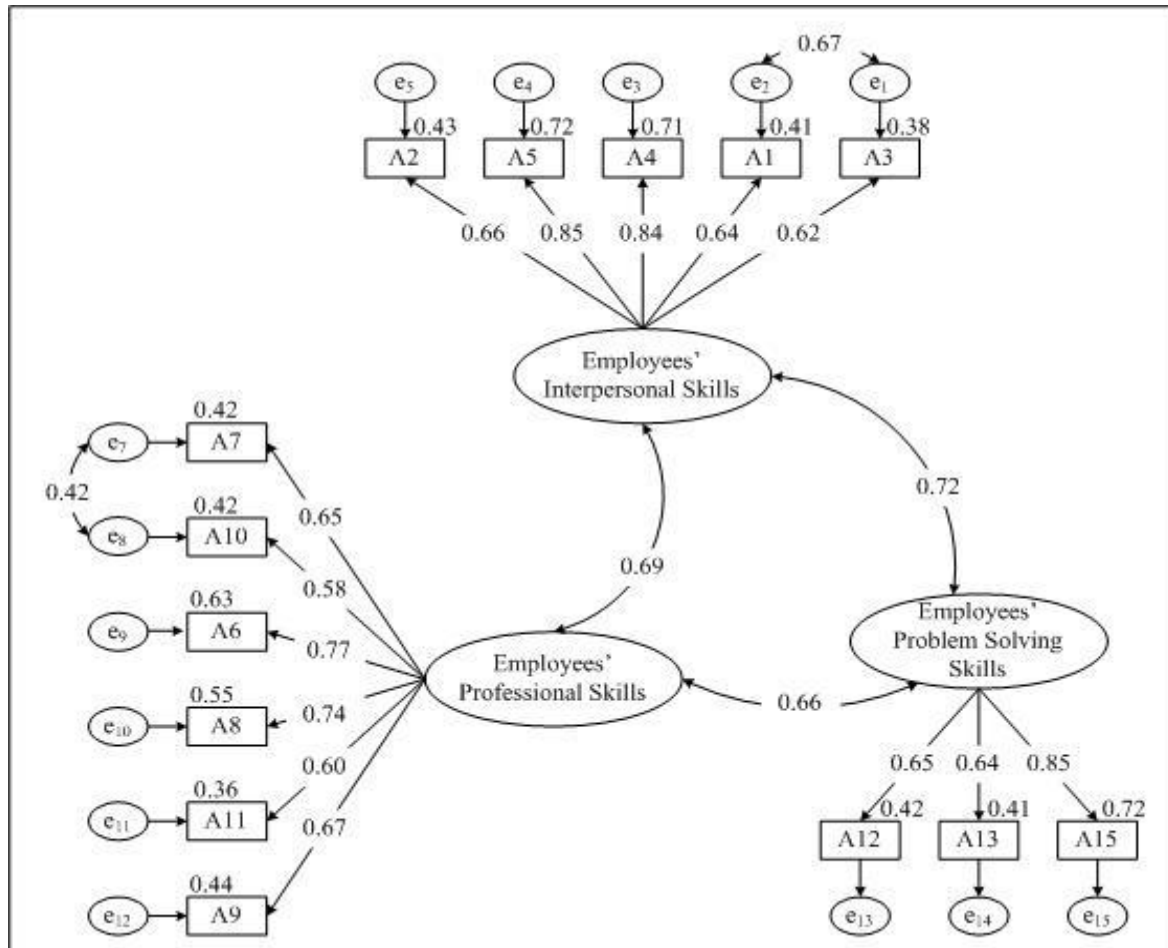 0.67
e5 e4 e3 e2 e1
0.43 0.72 0.71 0.41 0.38
A2 A5 A4 A1 A3
0.66 0.85 0.84 0.64 0.62
Employees’
Interpersonal Skills
0.42
e7 A7
0.42
0.42
e8 A10
0.65
0.58
0.63
e9 A6
0.77
0.55
e10 A8
0.74
0.60
0.36
e11 A11
0.67
0.44
e12 A9
0.72
0.69
Employees’
Professional Skills
0.66
Employees’
Problem Solving
Skills
0.65 0.64 0.85
0.42 0.41 0.72
A12 A13 A15
e13 e14 e15